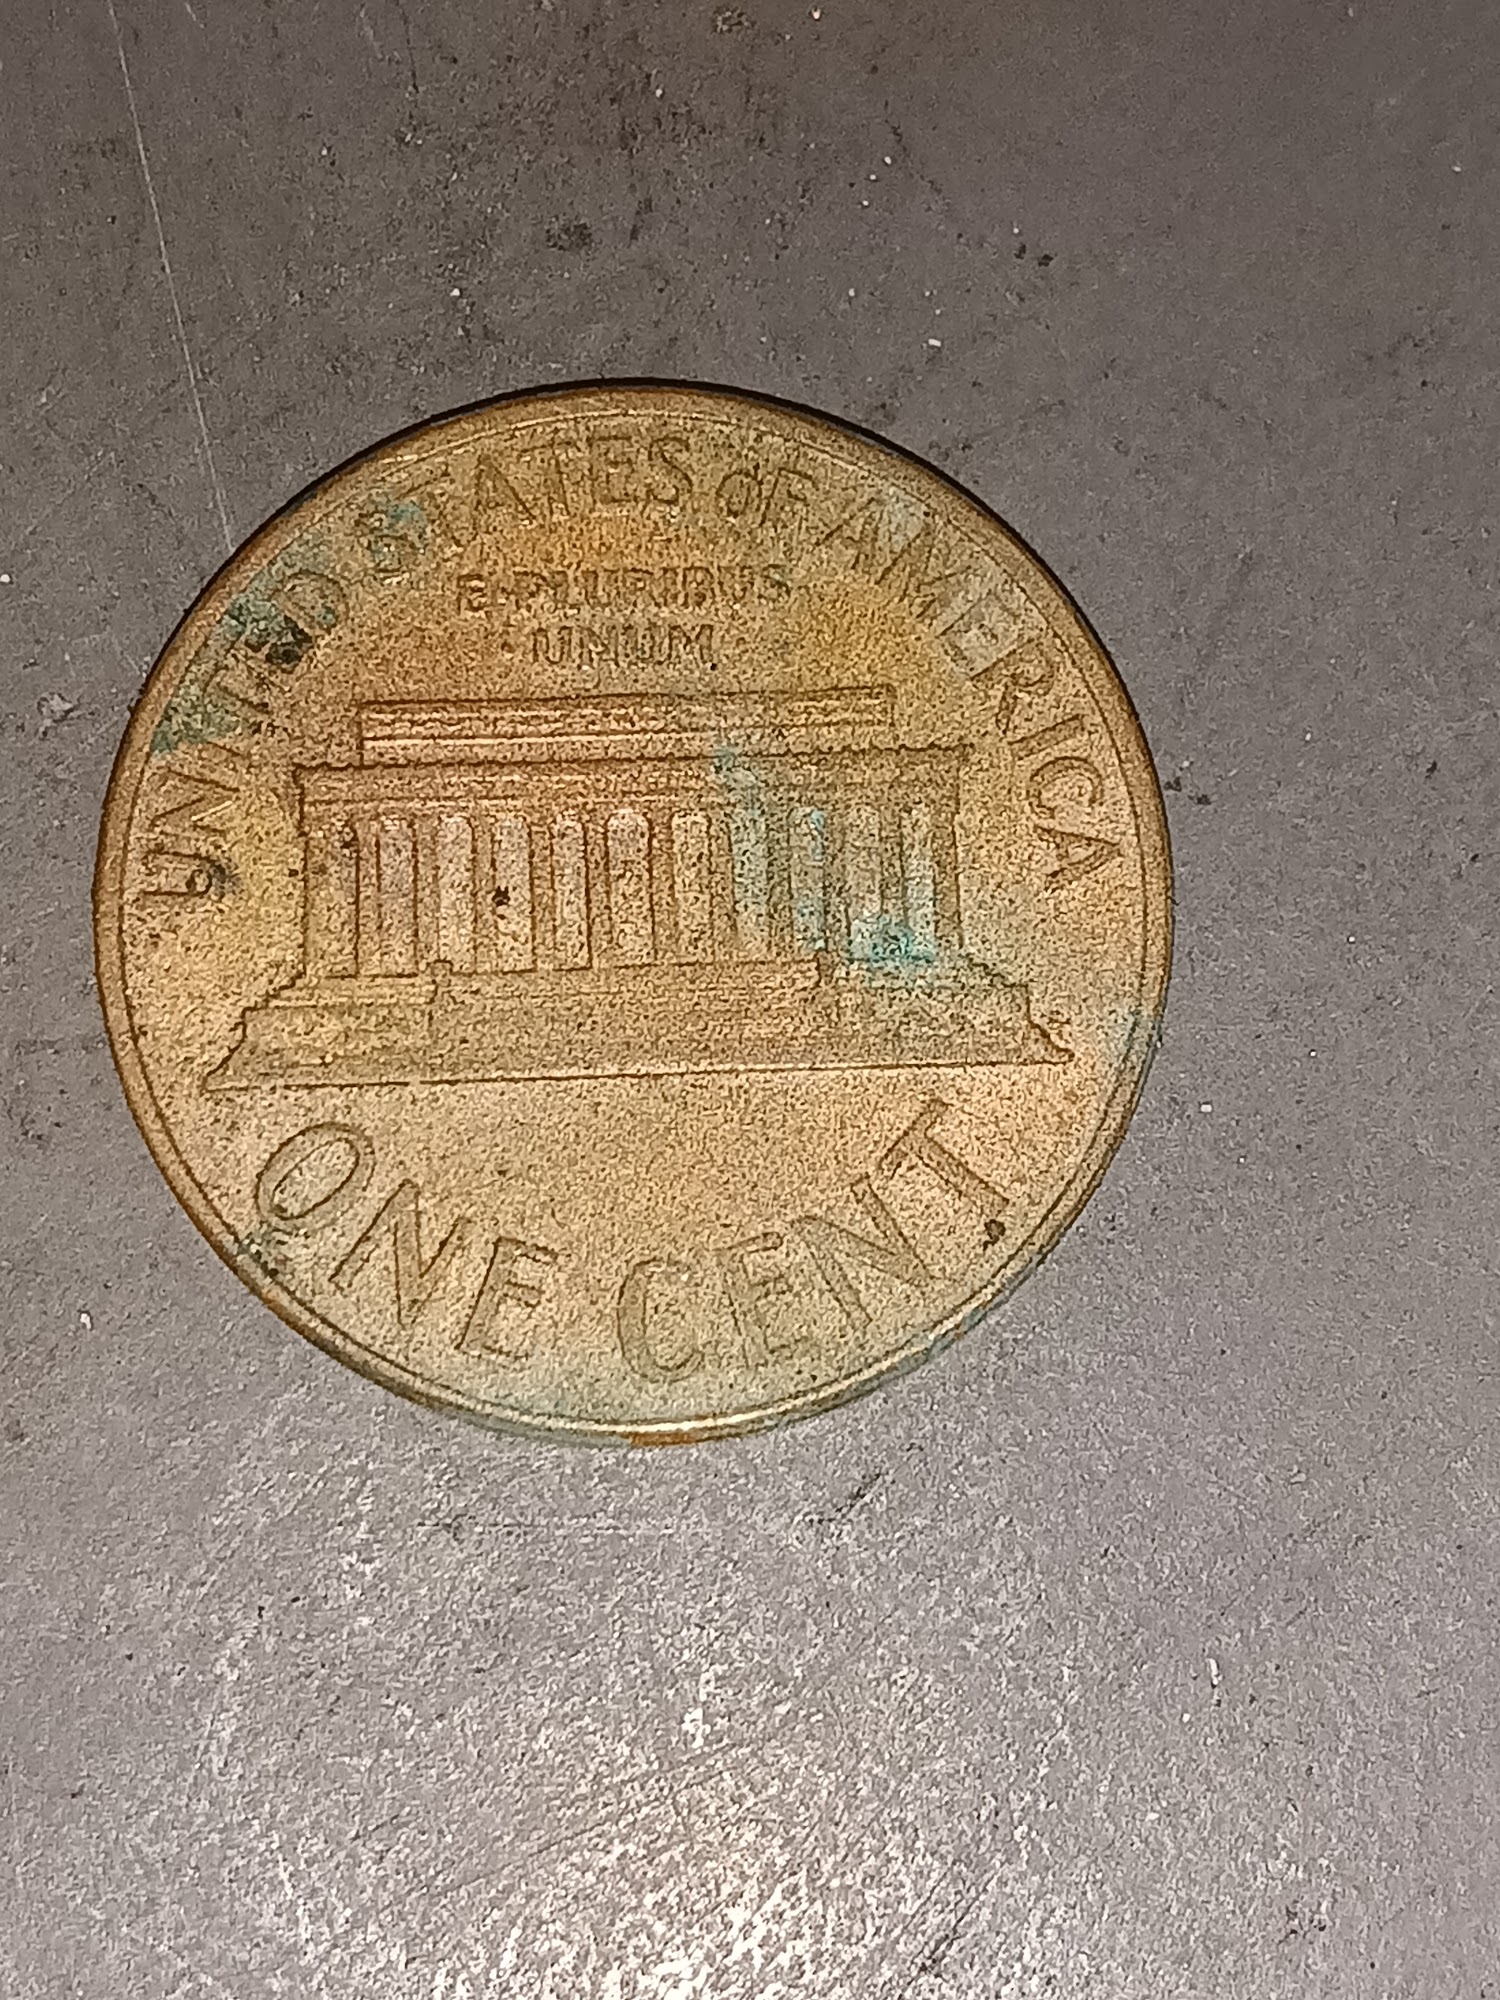 UNITED STATES OF AMERICA
E·PLURIBUS
·UNUM·
ONE CENT